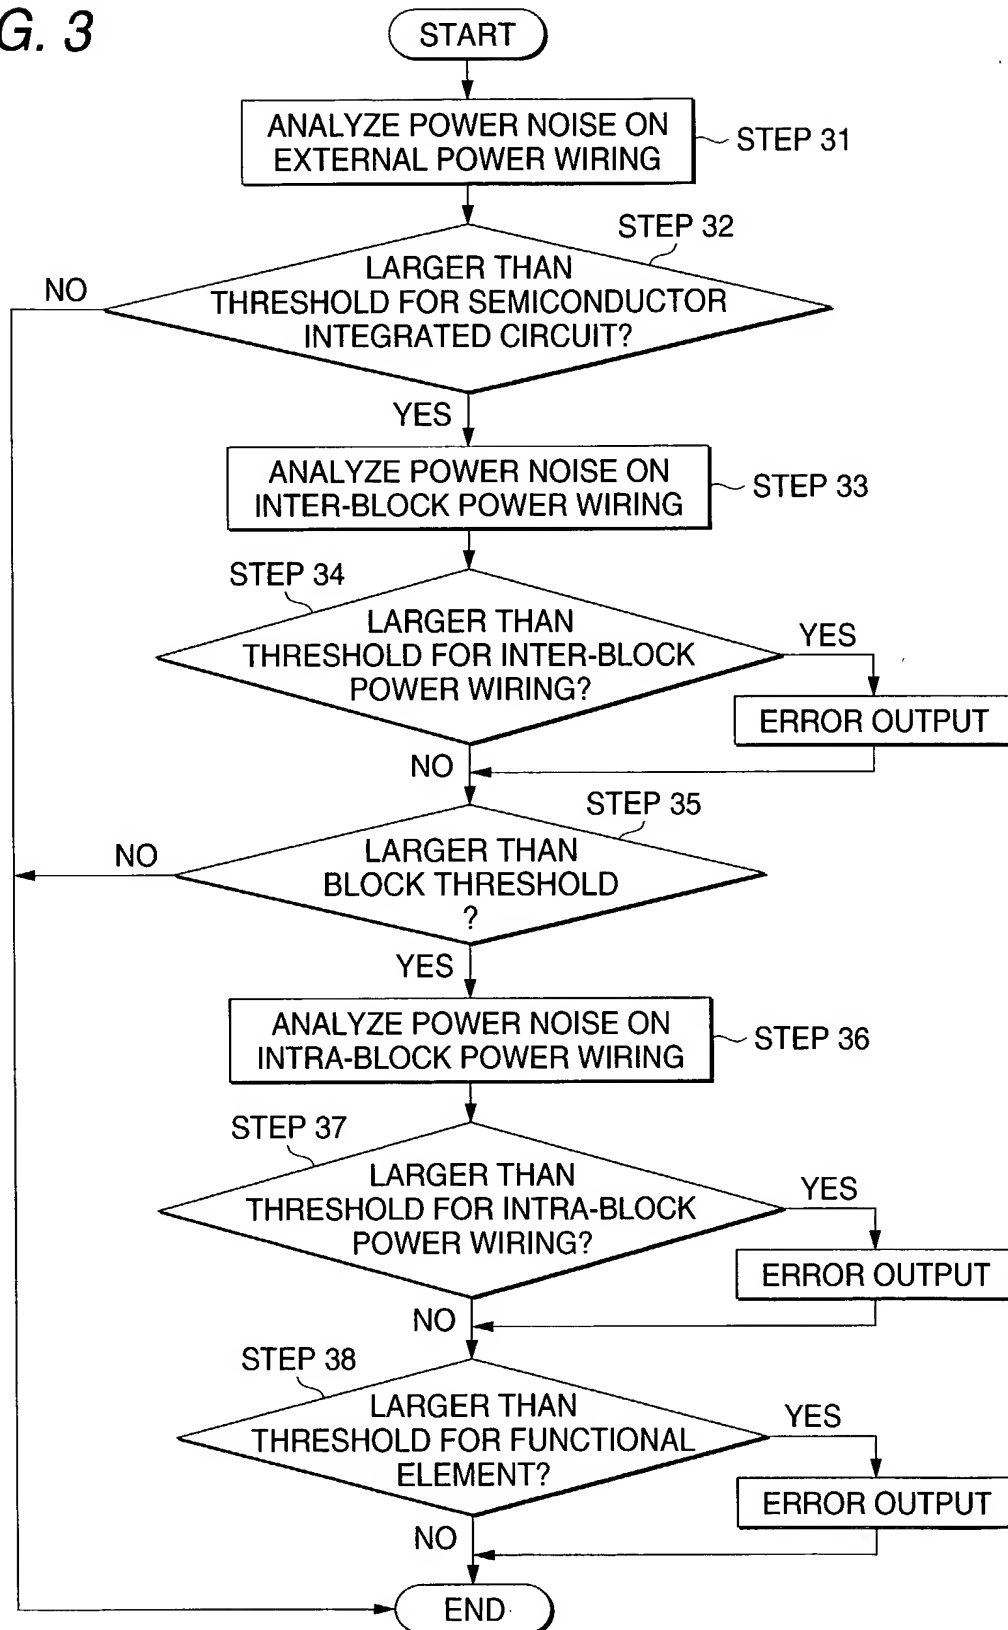 G. 3
START
ANALYZE POWER NOISE ON
EXTERNAL POWER WIRING
STEP 31
STEP 32
NO
LARGER THAN
THRESHOLD FOR SEMICONDUCTOR
INTEGRATED CIRCUIT?
YES
ANALYZE POWER NOISE ON
INTER-BLOCK POWER WIRING
STEP 33
STEP 34
LARGER THAN
THRESHOLD FOR INTER-BLOCK
POWER WIRING?
YES
ERROR OUTPUT
NO
STEP 35
NO
LARGER THAN
BLOCK THRESHOLD
?
YES
ANALYZE POWER NOISE ON
INTRA-BLOCK POWER WIRING
STEP 36
STEP 37
LARGER THAN
THRESHOLD FOR INTRA-BLOCK
POWER WIRING?
YES
ERROR OUTPUT
NO
STEP 38
LARGER THAN
THRESHOLD FOR FUNCTIONAL
ELEMENT?
YES
ERROR OUTPUT
NO
END